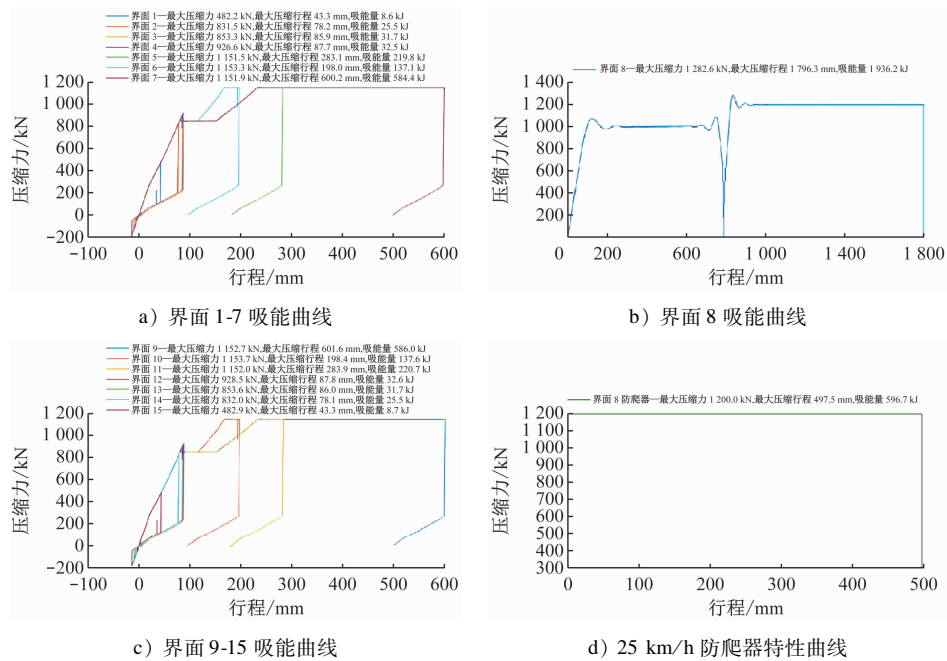 界面 1—最大压缩力 482.2 kN,最大压缩行程 43.3 mm,吸能量 8.6 kJ
界面 2—最大压缩力 831.5 kN,最大压缩行程 78.2 mm,吸能量 25.5 kJ
界面 3—最大压缩力 853.3 kN,最大压缩行程 85.9 mm,吸能量 31.7 kJ
界面 4—最大压缩力 926.6 kN,最大压缩行程 87.7 mm,吸能量 32.5 kJ
界面 5—最大压缩力 1 151.5 kN,最大压缩行程 283.1 mm,吸能量 219.8 kJ
界面 6—最大压缩力 1 153.3 kN,最大压缩行程 198.0 mm,吸能量 137.1 kJ
界面 7—最大压缩力 1 151.9 kN,最大压缩行程 600.2 mm,吸能量 584.4 kJ
1 200
1 000
800
600
400
200
0
-200
压缩力/kN
-100 0 100 200 300 400 500 600
行程/mm
a) 界面 1-7 吸能曲线
界面 8—最大压缩力 1 282.6 kN,最大压缩行程 1 796.3 mm,吸能量 1 936.2 kJ
1 400
1 200
1 000
800
600
400
200
压缩力/kN
0 200 600 1 000 1 400 1 800
行程/mm
b) 界面 8 吸能曲线
界面 9—最大压缩力 1 152.7 kN,最大压缩行程 601.6 mm,吸能量 586.0 kJ
界面 10—最大压缩力 1 153.7 kN,最大压缩行程 198.4 mm,吸能量 137.6 kJ
界面 11—最大压缩力 1 152.0 kN,最大压缩行程 283.9 mm,吸能量 220.7 kJ
界面 12—最大压缩力 928.5 kN,最大压缩行程 87.8 mm,吸能量 32.6 kJ
界面 13—最大压缩力 853.6 kN,最大压缩行程 86.0 mm,吸能量 31.7 kJ
界面 14—最大压缩力 832.0 kN,最大压缩行程 78.1 mm,吸能量 25.5 kJ
界面 15—最大压缩力 482.9 kN,最大压缩行程 43.3 mm,吸能量 8.7 kJ
1 200
1 000
800
600
400
200
0
-200
压缩力/kN
-100 0 100 200 300 400 500 600
行程/mm
c) 界面 9-15 吸能曲线
界面 8 防爬器—最大压缩力 1 200.0 kN,最大压缩行程 497.5 mm,吸能量 596.7 kJ
1 200
1 100
1 000
900
800
700
600
500
400
300
压缩力/kN
0 100 200 300 400 500
行程/mm
d) 25 km/h 防爬器特性曲线